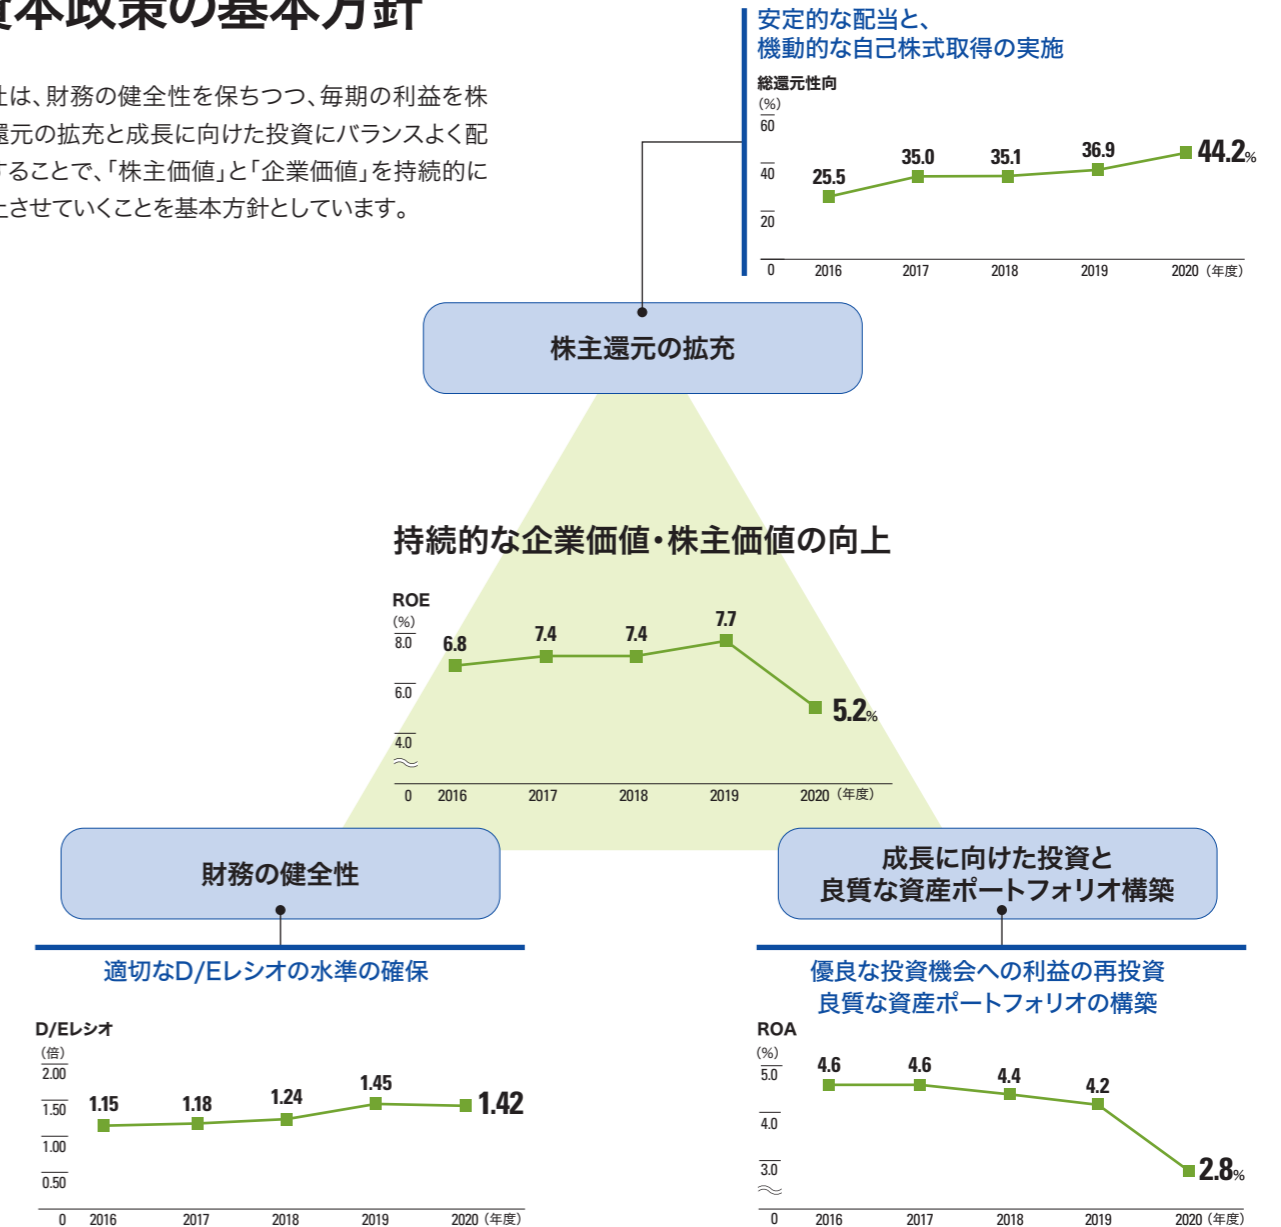 資本政策の基本方針
社は、財務の健全性を保ちつつ、毎期の利益を株
還元の拡充と成長に向けた投資にバランスよく配
することで、「株主価値」と「企業価値」を持続的に
上させていくことを基本方針としています。
安定的な配当と、
機動的な自己株式取得の実施
総還元性向
(%)
60
40
20
0
25.5
35.0
35.1
36.9
44.2%
2016 2017 2018 2019 2020 (年度)
株主還元の拡充
持続的な企業価値・株主価値の向上
ROE
(%)
8.0
6.0
4.0
0
6.8
7.4
7.4
7.7
5.2%
2016 2017 2018 2019 2020 (年度)
財務の健全性
適切なD/Eレシオの水準の確保
D/Eレシオ
(倍)
2.00
1.50
1.00
0.50
0
1.15
1.18
1.24
1.45
1.42
2016 2017 2018 2019 2020 (年度)
成長に向けた投資と
良質な資産ポートフォリオ構築
優良な投資機会への利益の再投資
良質な資産ポートフォリオの構築
ROA
(%)
5.0
4.0
3.0
0
4.6
4.6
4.4
4.2
2.8%
2016 2017 2018 2019 2020 (年度)